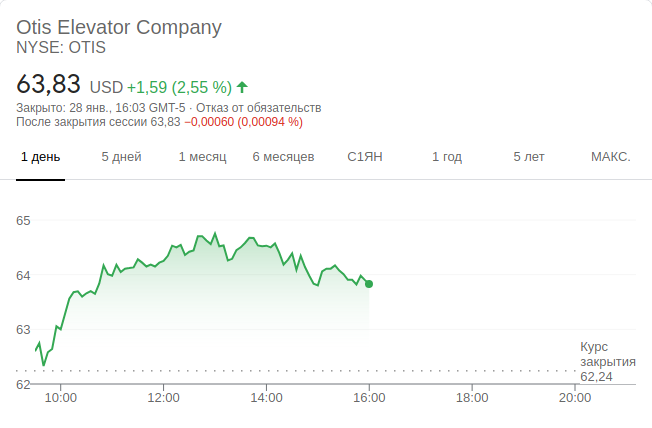 Otis Elevator Company
NYSE: OTIS
63,83 USD +1,59 (2,55 %)
Закрыто: 28 янв., 16:03 GMT-5 · Отказ от обязательств
После закрытия сессии 63,83 −0,00060 (0,00094 %)
1 день 5 дней 1 месяц 6 месяцев С1ЯН 1 год 5 лет МАКС.
65
64
63
Курс
закрытия
62,24
62
10:00 12:00 14:00 16:00 18:00 20:00